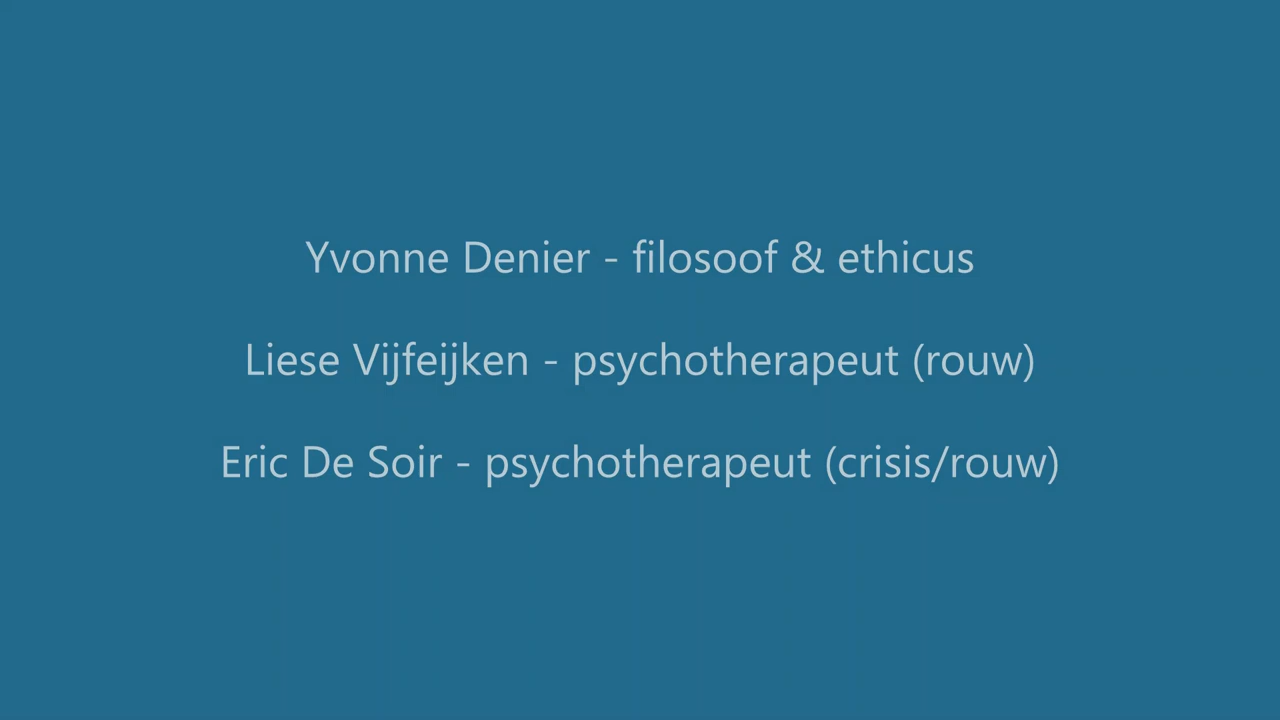 Yvonne Denier - filosoof & ethicus
Liese Vijfeijken - psychotherapeut (rouw)
Eric De Soir - psychotherapeut (crisis/rouw)